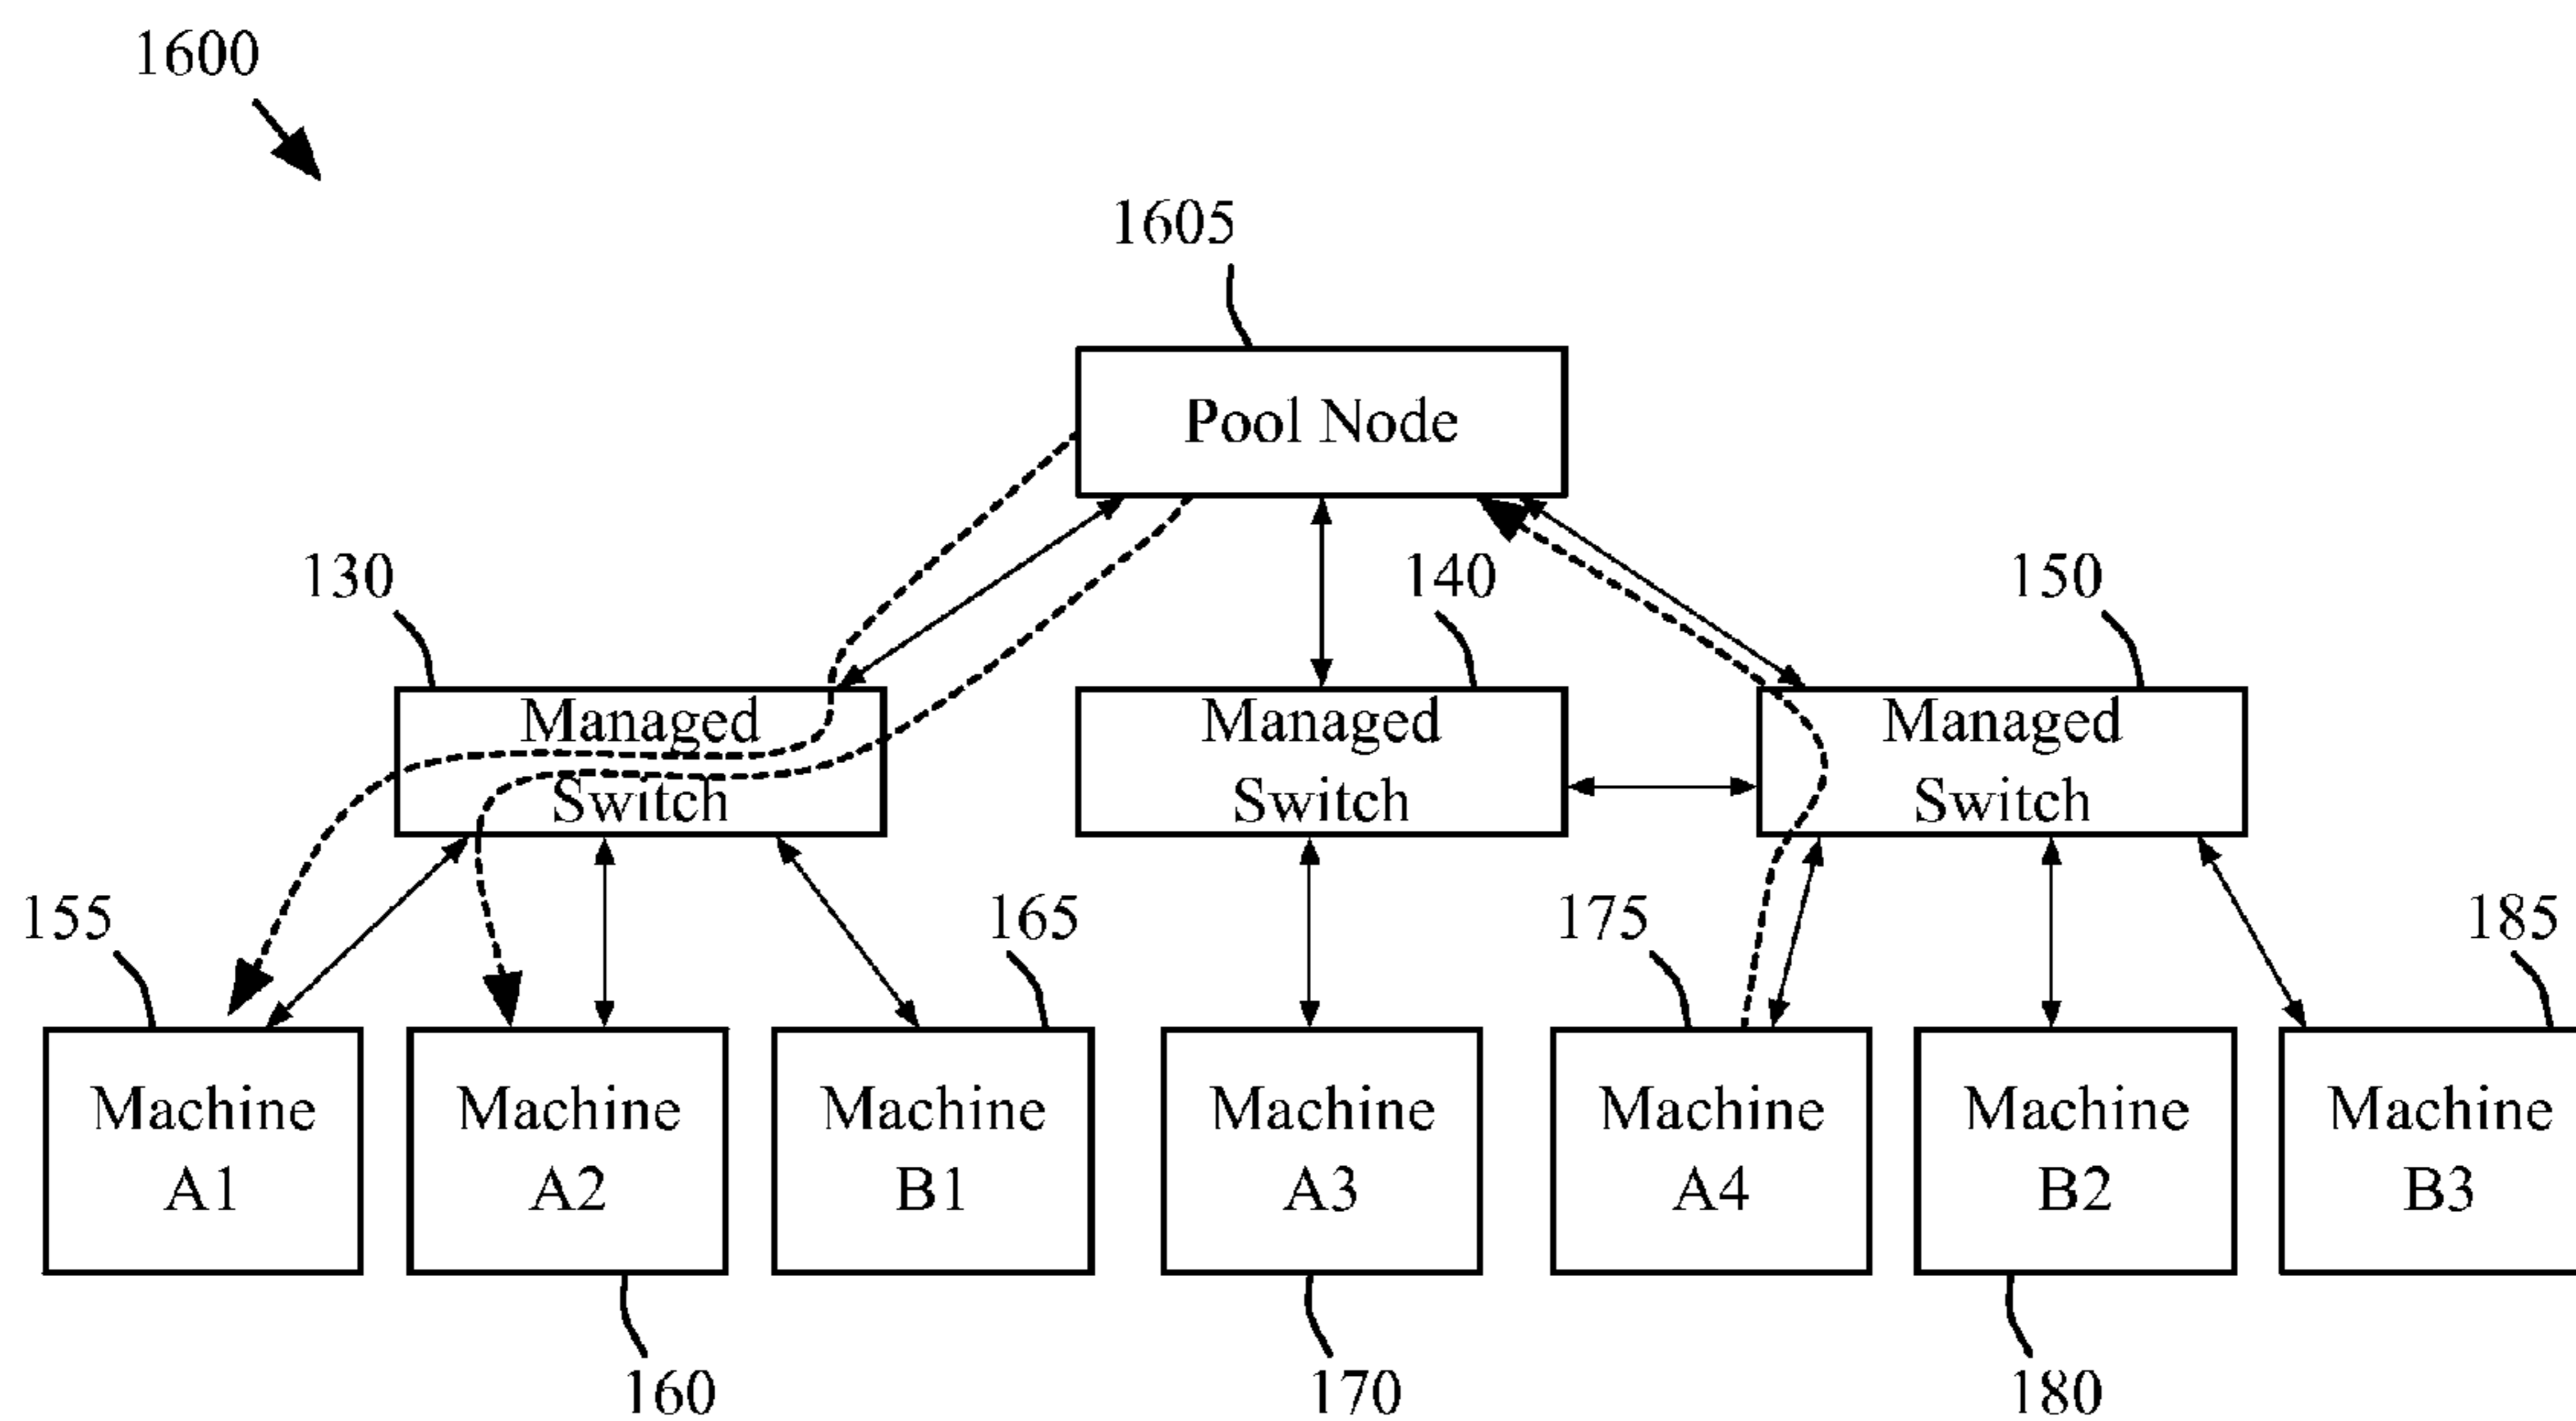 1600
1605
Pool Node
130
140
150
Managed
Switch
Managed
Switch
Managed
Switch
155
165
175
185
Machine
A1
Machine
A2
Machine
B1
Machine
A3
Machine
A4
Machine
B2
Machine
B3
160
170
180